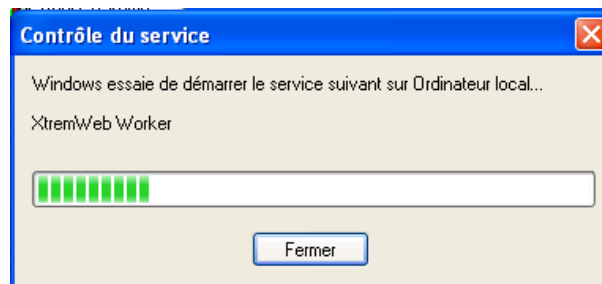 Contrôle du service
Windows essaie de démarrer le service suivant sur Ordinateur local...
XtremWeb Worker
Fermer